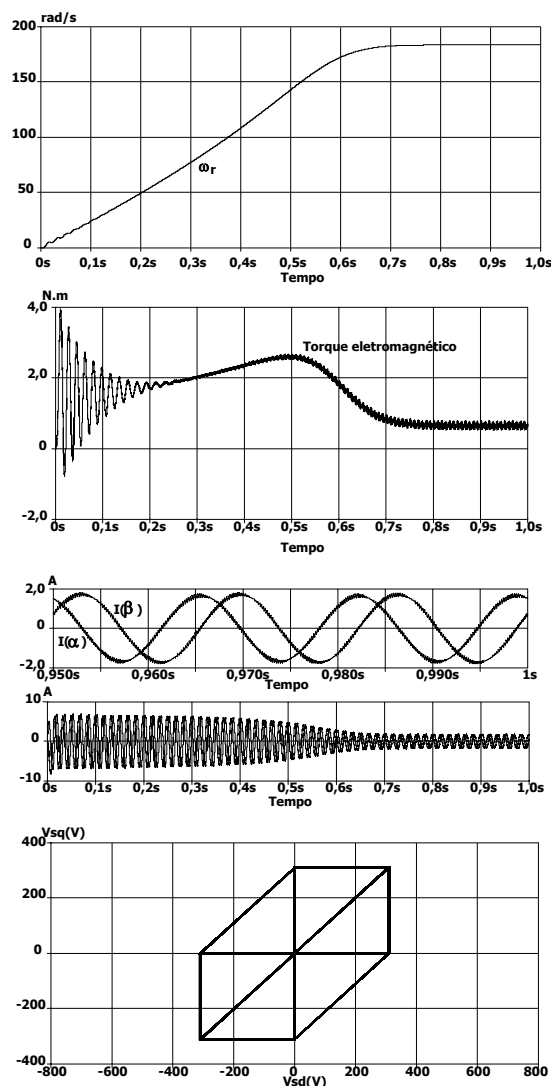 rad/s
200
150
100
50
0
ωr
0s 0,1s 0,2s 0,3s 0,4s 0,5s 0,6s 0,7s 0,8s 0,9s 1,0s
Tempo
N.m
4,0
Torque eletromagnético
2,0
0
-2,0
0s 0,1s 0,2s 0,3s 0,4s 0,5s 0,6s 0,7s 0,8s 0,9s 1,0s
Tempo
A
2,0
I(β)
0
I(α)
-2,0
0,950s 0,960s 0,970s 0,980s 0,990s 1s
Tempo
A
10
0
-10
0s 0,1s 0,2s 0,3s 0,4s 0,5s 0,6s 0,7s 0,8s 0,9s 1,0s
Tempo
Vsq(V)
400
200
0
-200
-400
-800 -600 -400 -200 0 200 400 600 800
Vsd(V)